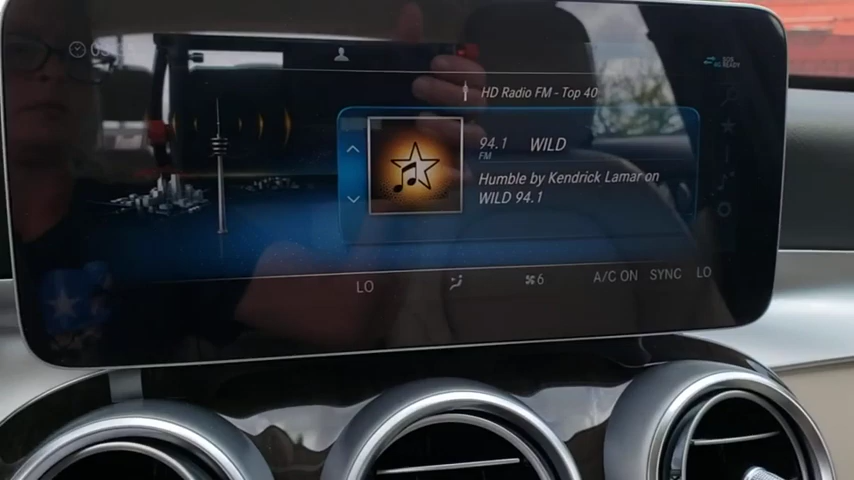 HD Radio FM - Top 40
94.1 WILD
FM
Humble by Kendrick Lamar on
WILD 94.1
LO 6 A/C ON SYNC LO